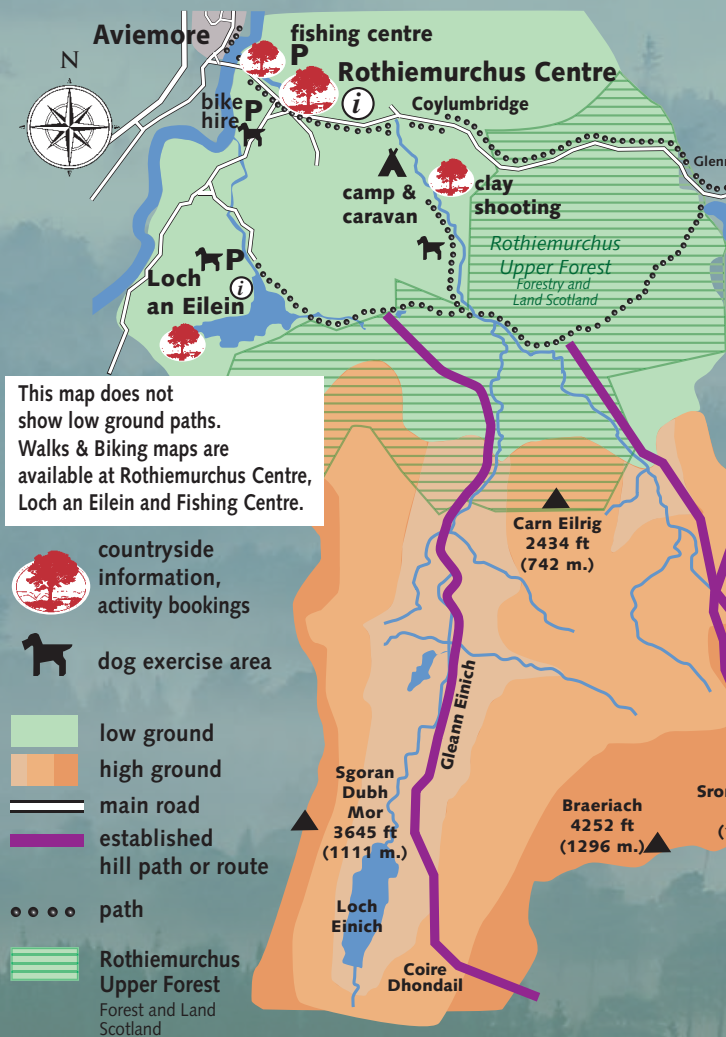 Aviemore
fishing centre
P
N
Rothiemurchus Centre
i
bike
hire
P
Coylumbridge
camp &
caravan
clay
shooting
Rothiemurchus
Upper Forest
Forestry and
Land Scotland
P
i
Loch
an Eilein
This map does not
show low ground paths.
Walks & Biking maps are
available at Rothiemurchus Centre,
Loch an Eilein and Fishing Centre.
Carn Eilrig
2434 ft
(742 m.)
countryside
information,
activity bookings
dog exercise area
low ground
high ground
main road
established
hill path or route
path
Rothiemurchus
Upper Forest
Forest and Land
Scotland
Gleann Einich
Sgoran
Dubh
Mor
3645 ft
(1111 m.)
Braeriach
4252 ft
(1296 m.)
Loch
Einich
Coire
Dhondail